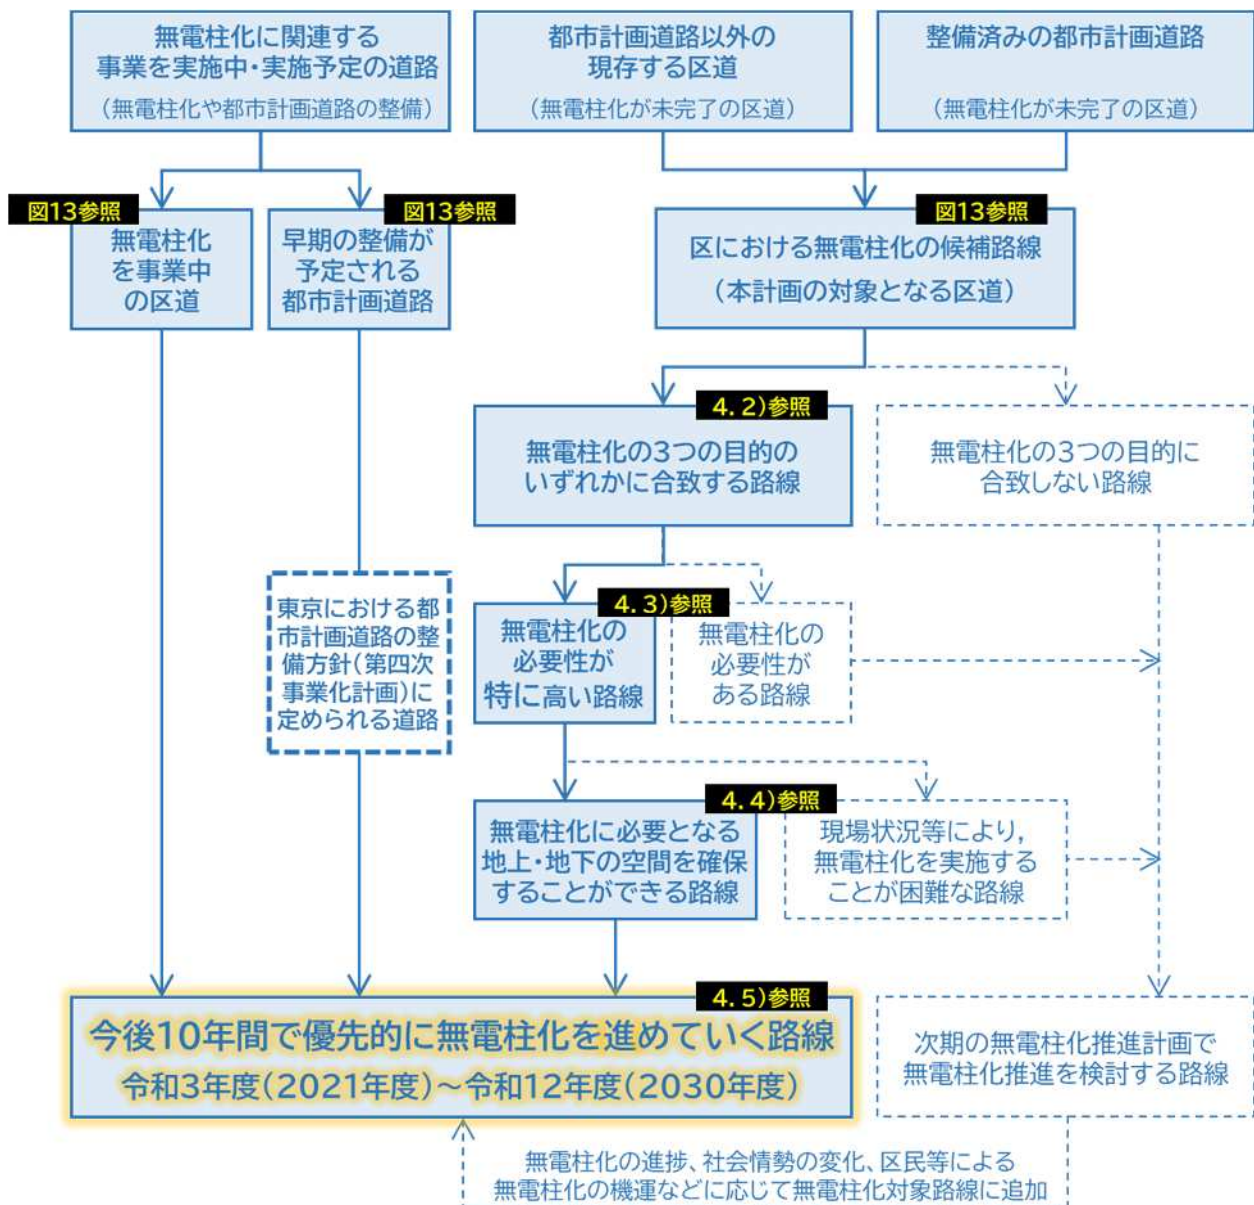 無電柱化に関連する
事業を実施中・実施予定の道路
（無電柱化や都市計画道路の整備）
都市計画道路以外の
現存する区道
（無電柱化が未完了の区道）
整備済みの都市計画道路
（無電柱化が未完了の区道）
図13参照
無電柱化
を事業中
の区道
図13参照
早期の整備が
予定される
都市計画道路
図13参照
区における無電柱化の候補路線
（本計画の対象となる区道）
4．2）参照
無電柱化の3つの目的の
いずれかに合致する路線
無電柱化の3つの目的に
合致しない路線
東京における都
市計画道路の整
備方針（第四次
事業化計画）に
定められる道路
4．3）参照
無電柱化の
必要性が
特に高い路線
無電柱化の
必要性が
ある路線
4．4）参照
無電柱化に必要となる
地上・地下の空間を確保
することができる路線
現場状況等により，
無電柱化を実施する
ことが困難な路線
4．5）参照
今後10年間で優先的に無電柱化を進めていく路線
令和3年度（2021年度）～令和12年度（2030年度）
次期の無電柱化推進計画で
無電柱化推進を検討する路線
無電柱化の進捗、社会情勢の変化、区民等による
無電柱化の機運などに応じて無電柱化対象路線に追加